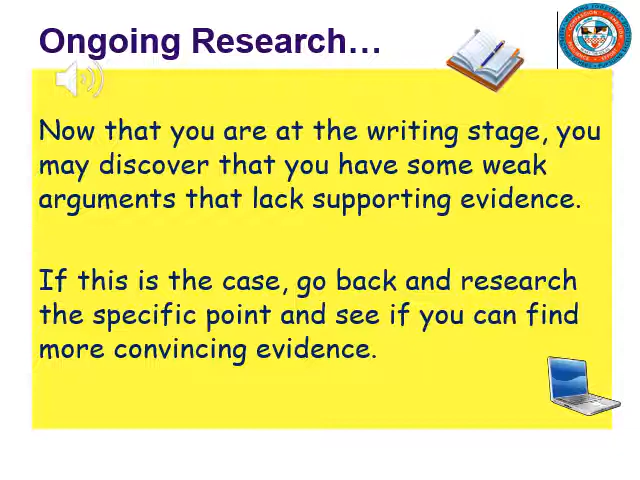 Ongoing Research…
Now that you are at the writing stage, you
may discover that you have some weak
arguments that lack supporting evidence.
If this is the case, go back and research
the specific point and see if you can find
more convincing evidence.